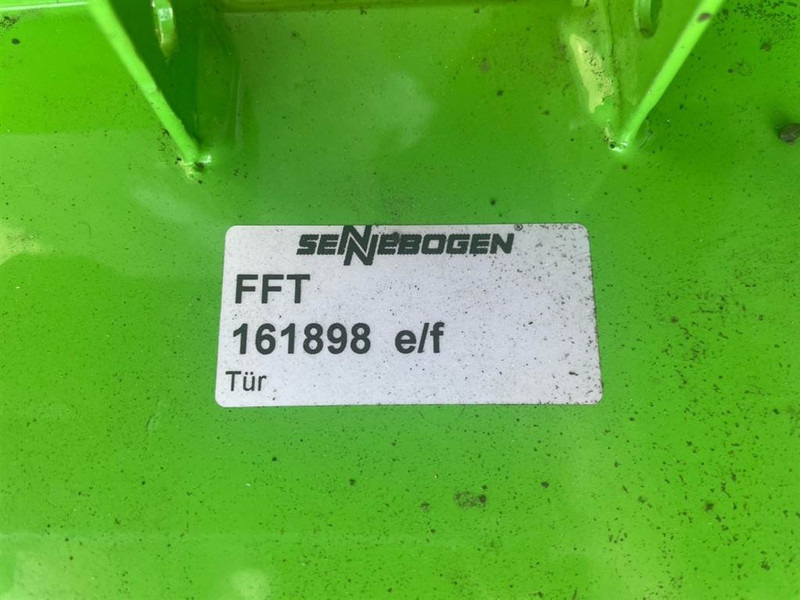 SENNEBOGEN®
FFT
161898 e/f
Tür